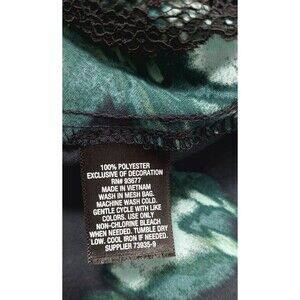 100% POLYESTER
EXCLUSIVE OF DECORATION
RN# 93677
MADE IN VIETNAM
WASH IN MESH BAG.
MACHINE WASH COLD.
GENTLE CYCLE WITH LIKE
COLORS. USE ONLY
NON-CHLORINE BLEACH
WHEN NEEDED. TUMBLE DRY
LOW, COOL IRON IF NEEDED.
SUPPLIER 73935-9